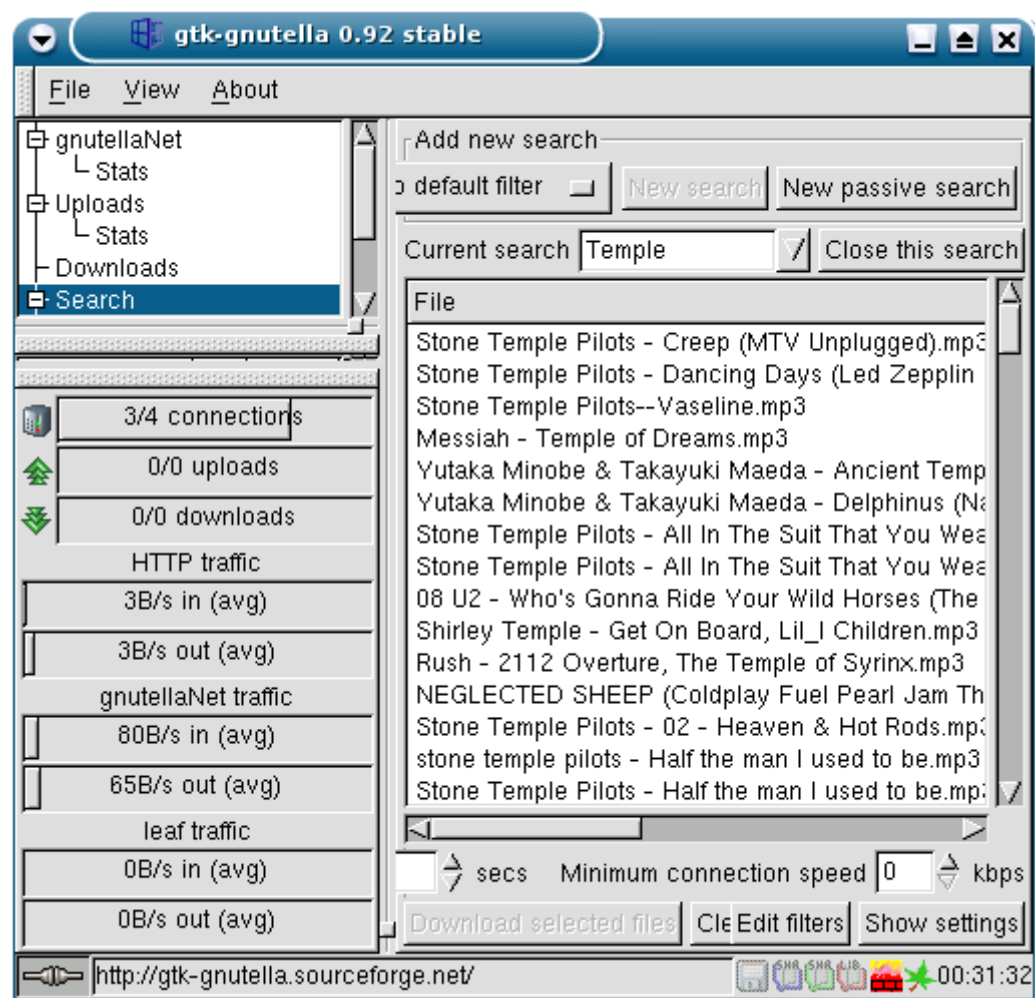 gtk-gnutella 0.92 stable
File View About
gnutellaNet
Stats
Uploads
Stats
Downloads
Search
3/4 connections
0/0 uploads
0/0 downloads
HTTP traffic
3B/s in (avg)
3B/s out (avg)
gnutellaNet traffic
80B/s in (avg)
65B/s out (avg)
leaf traffic
0B/s in (avg)
0B/s out (avg)
Add new search
o default filter New search New passive search
Current search Temple Close this search
File
Stone Temple Pilots - Creep (MTV Unplugged).mp3
Stone Temple Pilots - Dancing Days (Led Zepplin
Stone Temple Pilots--Vaseline.mp3
Messiah - Temple of Dreams.mp3
Yutaka Minobe & Takayuki Maeda - Ancient Temp
Yutaka Minobe & Takayuki Maeda - Delphinus (Na
Stone Temple Pilots - All In The Suit That You Wea
Stone Temple Pilots - All In The Suit That You Wea
08 U2 - Who's Gonna Ride Your Wild Horses (The
Shirley Temple - Get On Board, Lil_l Children.mp3
Rush - 2112 Overture, The Temple of Syrinx.mp3
NEGLECTED SHEEP (Coldplay Fuel Pearl Jam Th
Stone Temple Pilots - 02 - Heaven & Hot Rods.mp3
stone temple pilots - Half the man I used to be.mp3
Stone Temple Pilots - Half the man I used to be.mp3
secs Minimum connection speed 0 kbps
Download selected files Cle Edit filters Show settings
http://gtk-gnutella.sourceforge.net/ SHA SHA LIB 00:31:32